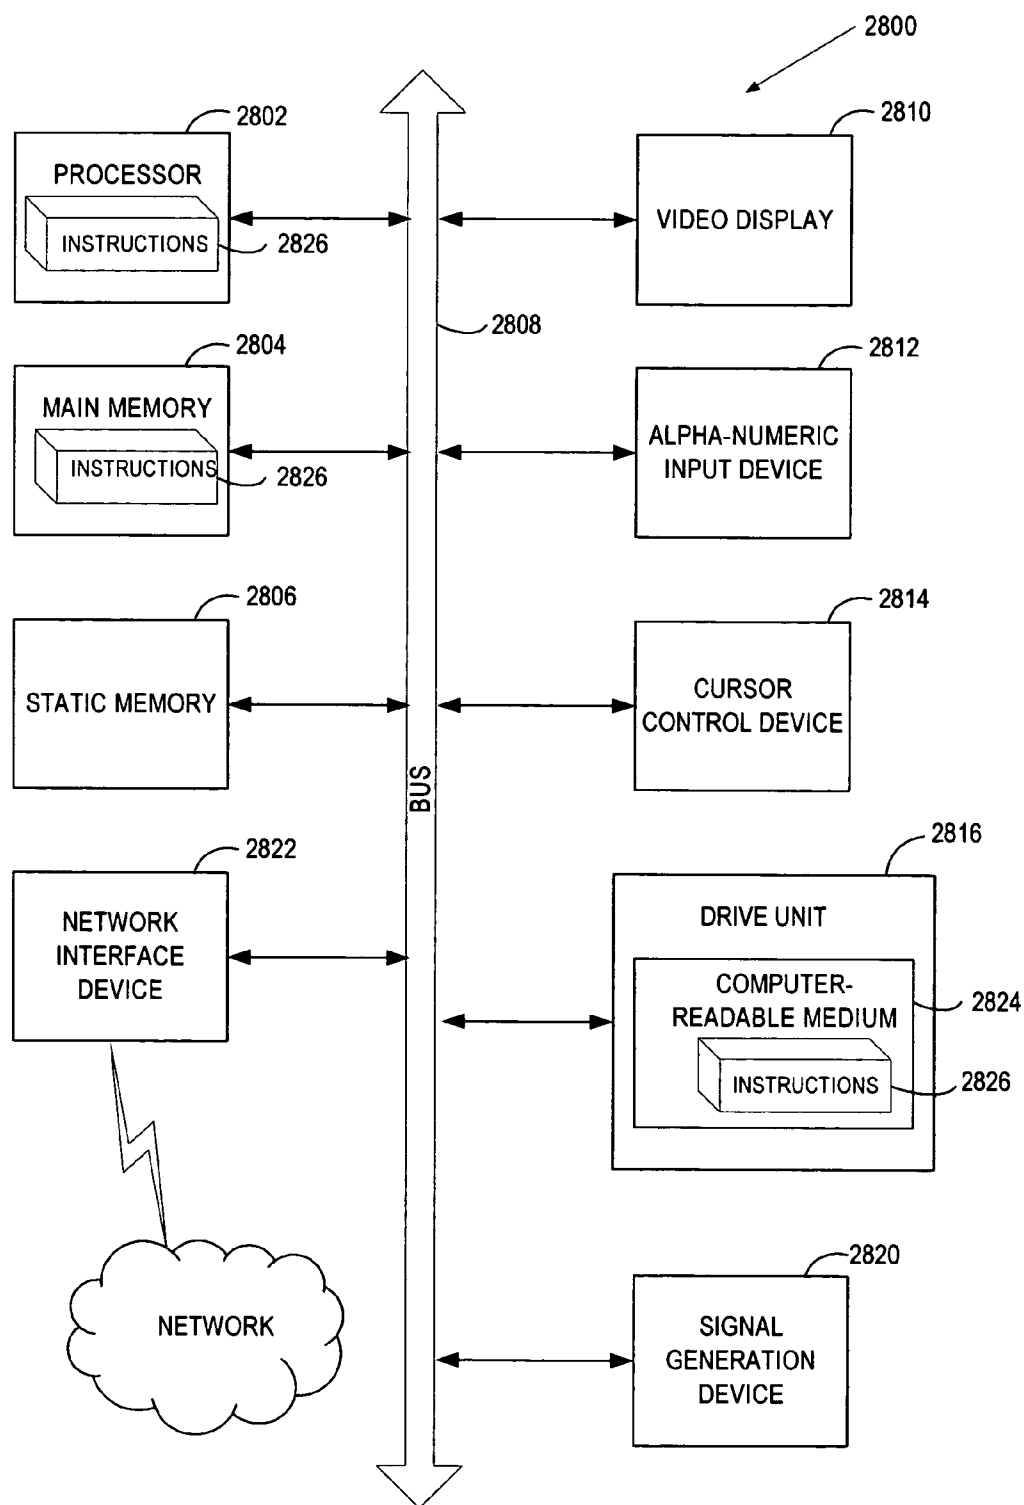 2800
2802
PROCESSOR
INSTRUCTIONS
2826
2810
VIDEO DISPLAY
2808
2804
MAIN MEMORY
INSTRUCTIONS
2826
2812
ALPHA-NUMERIC
INPUT DEVICE
2806
STATIC MEMORY
2814
CURSOR
CONTROL DEVICE
BUS
2822
NETWORK
INTERFACE
DEVICE
2816
DRIVE UNIT
COMPUTER-
READABLE MEDIUM
2824
INSTRUCTIONS
2826
NETWORK
2820
SIGNAL
GENERATION
DEVICE